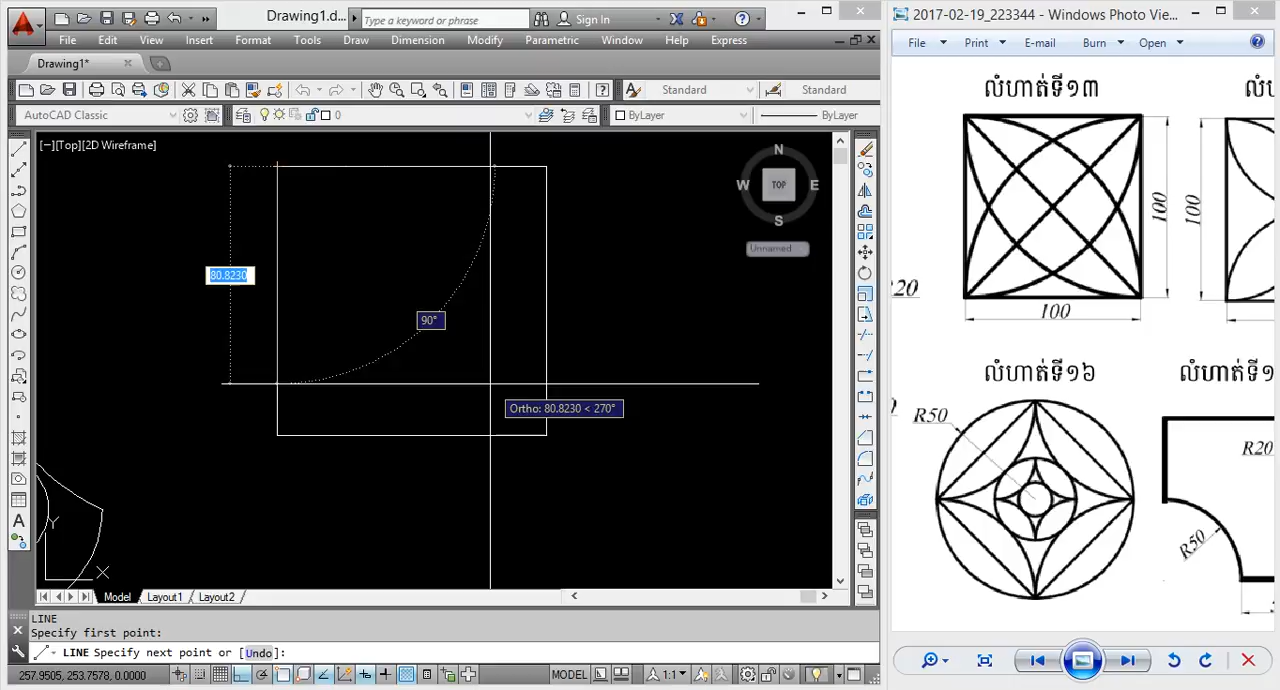 Drawing1.d...
Type a keyword or phrase
Sign In
File Edit View Insert Format Tools Draw Dimension Modify Parametric Window Help Express
Drawing1*
Standard
Standard
AutoCAD Classic
0
ByLayer
ByLayer
[−][Top][2D Wireframe]
N
W
TOP
E
S
Unnamed
80.8230
90°
Ortho: 80.8230 < 270°
Y
X
Model Layout1 Layout2
LINE
Specify first point:
LINE Specify next point or [Undo]:
257.9505, 253.7578, 0.0000
MODEL
1:1
2017-02-19_223344 - Windows Photo Vie...
File Print E-mail Burn Open
លំហាត់ទី១៣
100
100
100
20
លំហាត់ទី១៦
R50
R20
R50